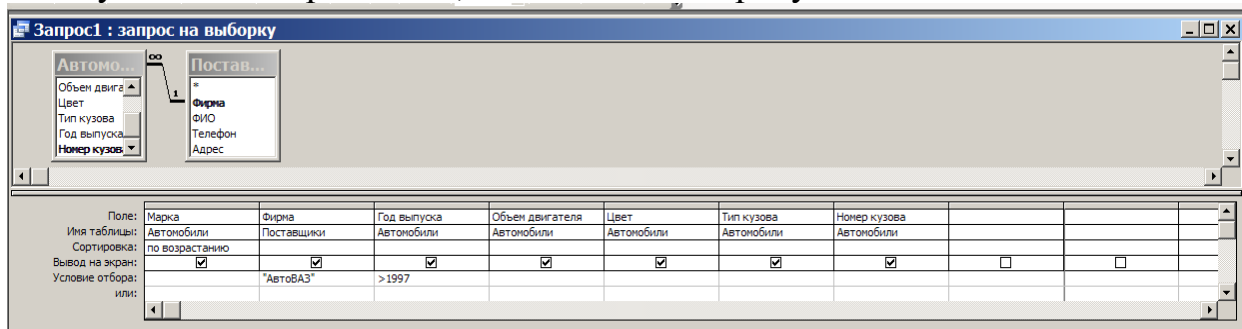 Запрос1 : запрос на выборку
Автомо...
Объем двига
Цвет
Тип кузова
Год выпуска
Номер кузов
∞
1
Постав...
*
Фирма
ФИО
Телефон
Адрес
Поле: Марка Фирма Год выпуска Объем двигателя Цвет Тип кузова Номер кузова
Имя таблицы: Автомобили Поставщики Автомобили Автомобили Автомобили Автомобили Автомобили
Сортировка: по возрастанию
Вывод на экран:
Условие отбора: "АвтоВАЗ" >1997
или: